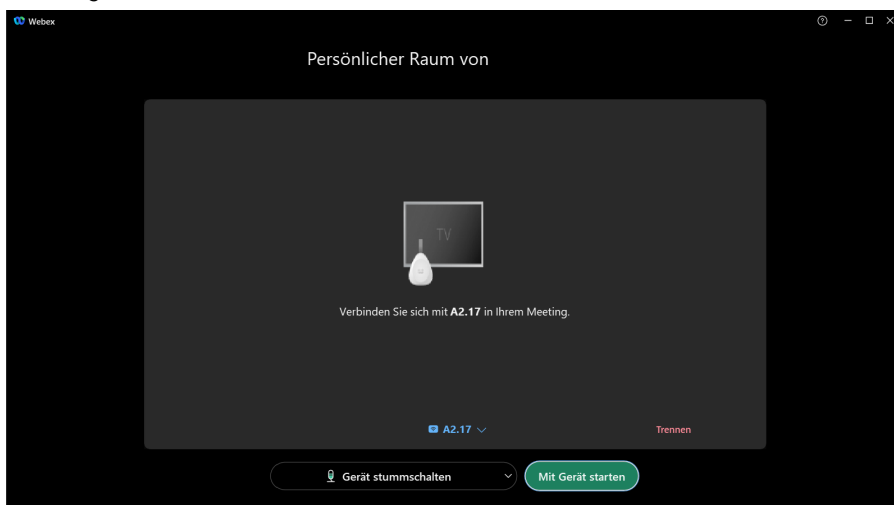 Webex
Persönlicher Raum von
TV
Verbinden Sie sich mit A2.17 in Ihrem Meeting.
A2.17
Trennen
Gerät stummschalten
Mit Gerät starten